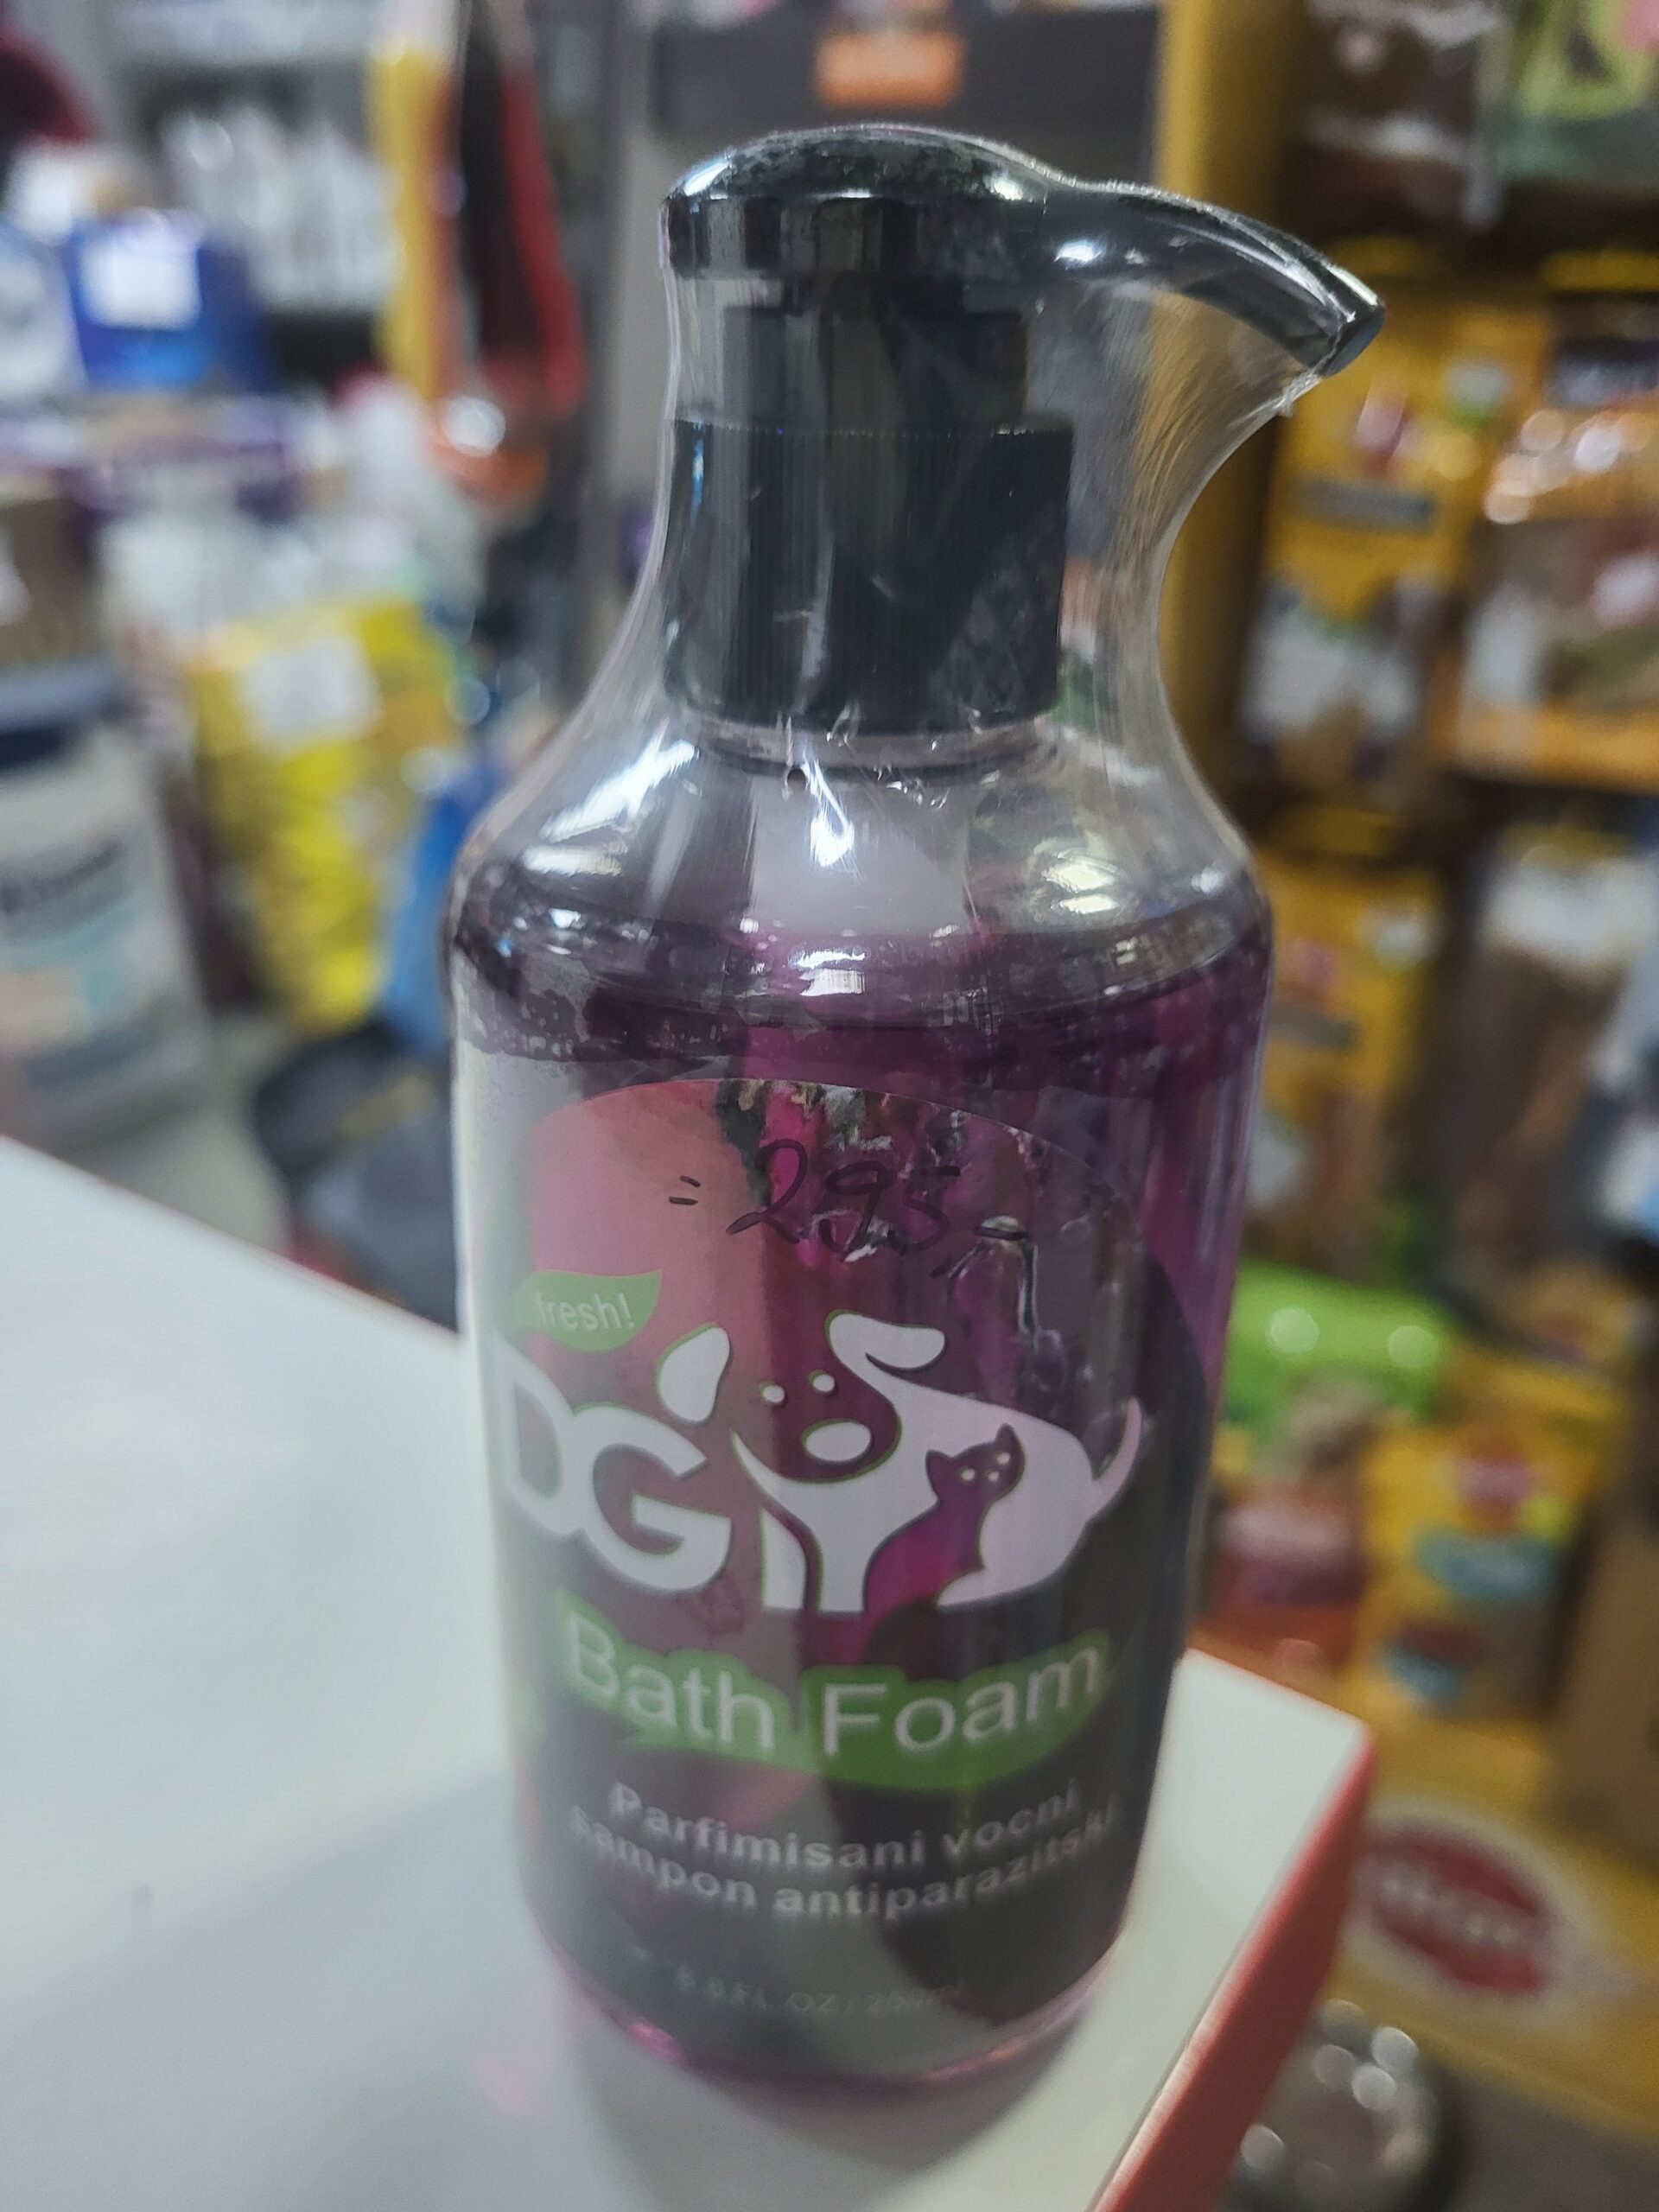 = 295,-
fresh!
DG
Bath Foam
Parfimisani vocni
sampon antiparazitski